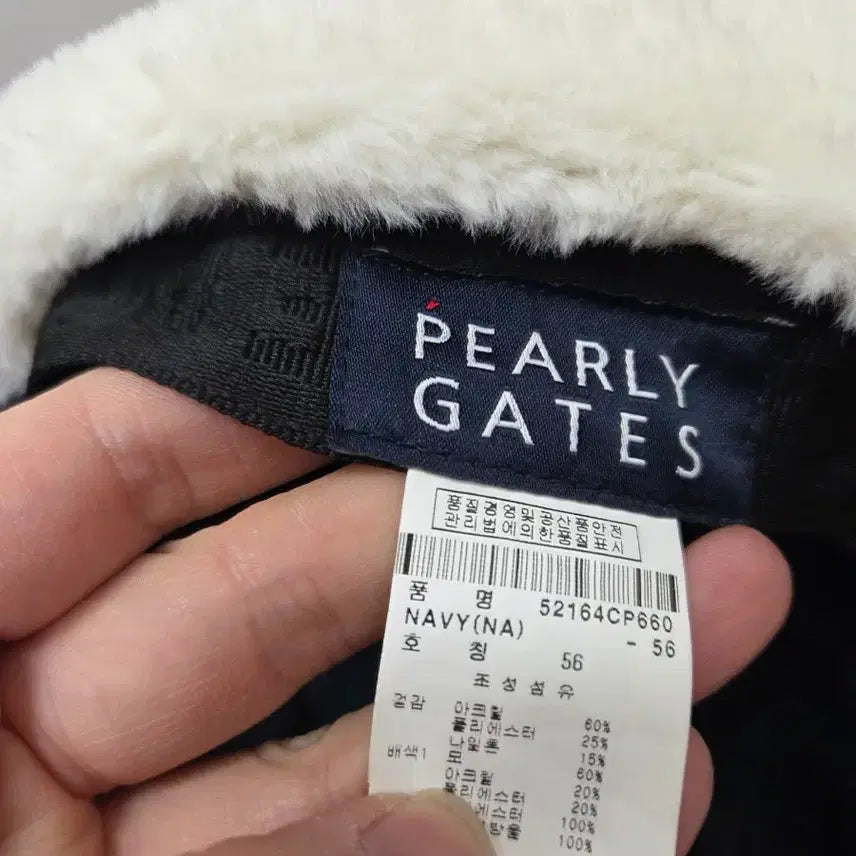 PEARLY
GATES
품질경영및공산품안전
관리법에의한품질표시
품 명 52164CP660
NAVY(NA) - 56
호 칭 56
조성섬유
겉감 아크릴 60%
폴리에스터 25%
나일론 15%
배색1 모 60%
아크릴 20%
폴리에스터 20%
100%
100%